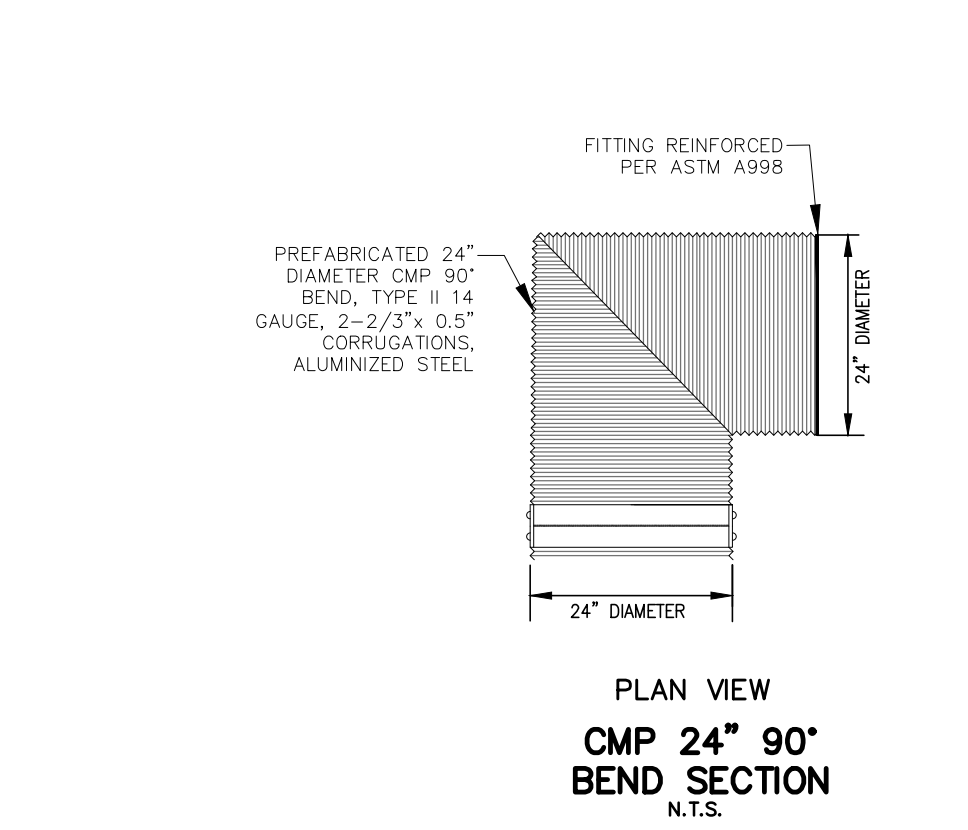 FITTING REINFORCED
PER ASTM A998
PREFABRICATED 24"
DIAMETER CMP 90°
BEND, TYPE II 14
GAUGE, 2-2/3"x 0.5"
CORRUGATIONS,
ALUMINIZED STEEL
24" DIAMETER
24" DIAMETER
PLAN VIEW
CMP 24" 90°
BEND SECTION
N.T.S.